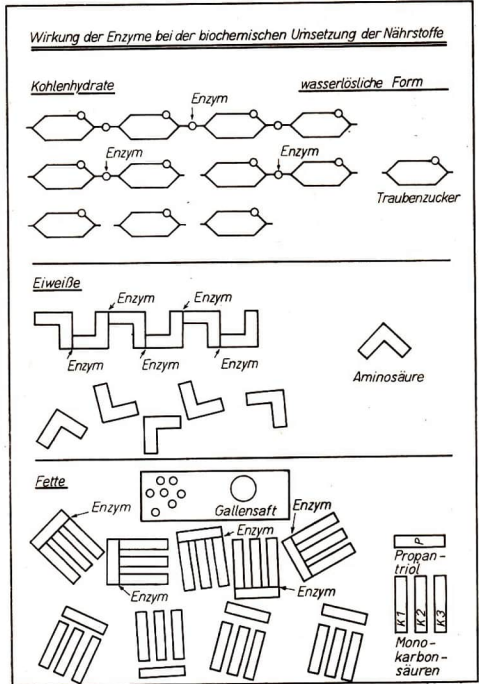 Wirkung der Enzyme bei der biochemischen Umsetzung der Nährstoffe
Kohlenhydrate
wasserlösliche Form
Enzym
Enzym
Enzym
Traubenzucker
Eiweiße
Enzym
Enzym
Enzym
Enzym
Enzym
Aminosäure
Fette
Gallensaft
Enzym
Enzym
Enzym
Enzym
Enzym
P
Propan-
triol
K1 K2 K3
Mono-
karbon-
säuren